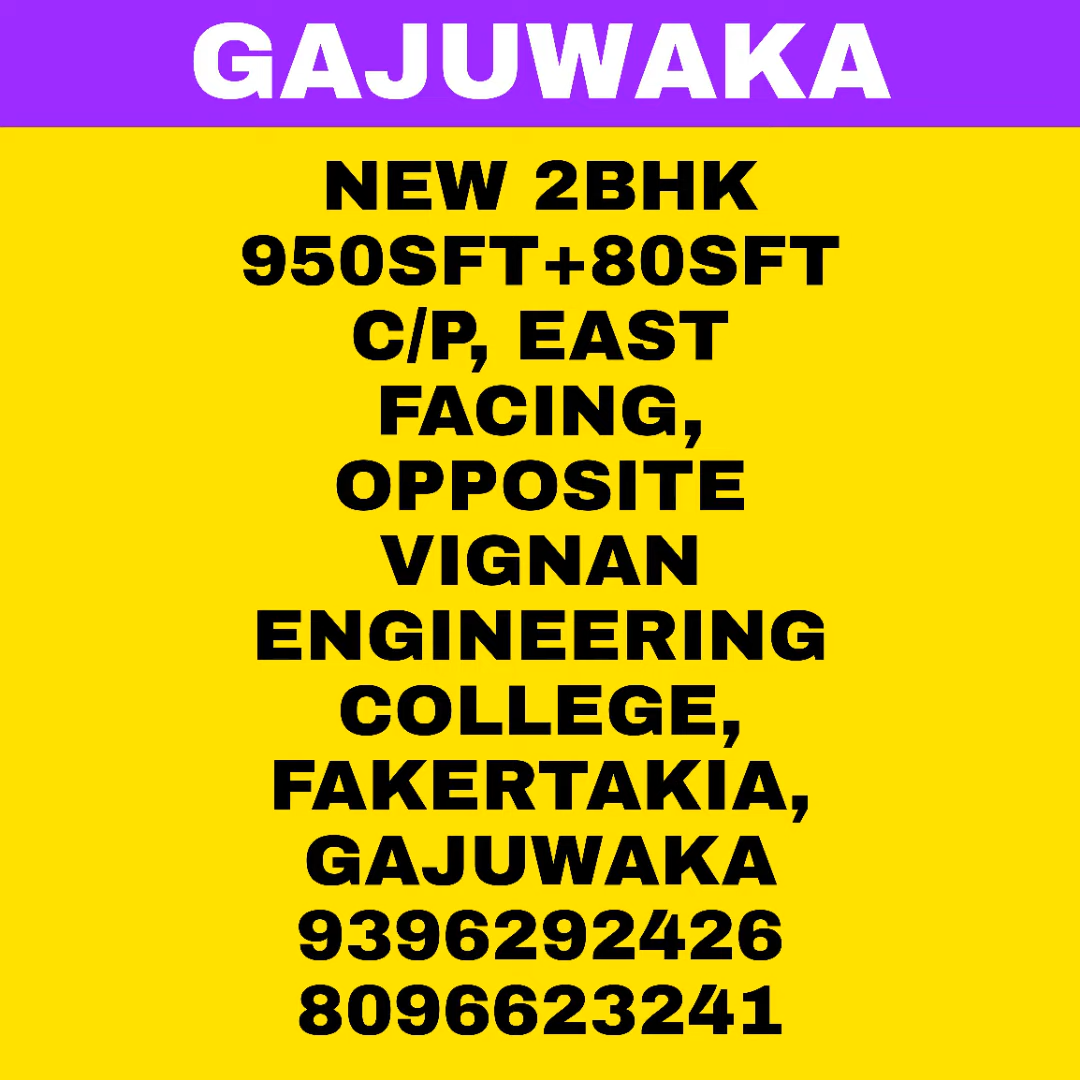 GAJUWAKA
NEW 2BHK
950SFT+80SFT
C/P, EAST
FACING,
OPPOSITE
VIGNAN
ENGINEERING
COLLEGE,
FAKERTAKIA,
GAJUWAKA
9396292426
8096623241